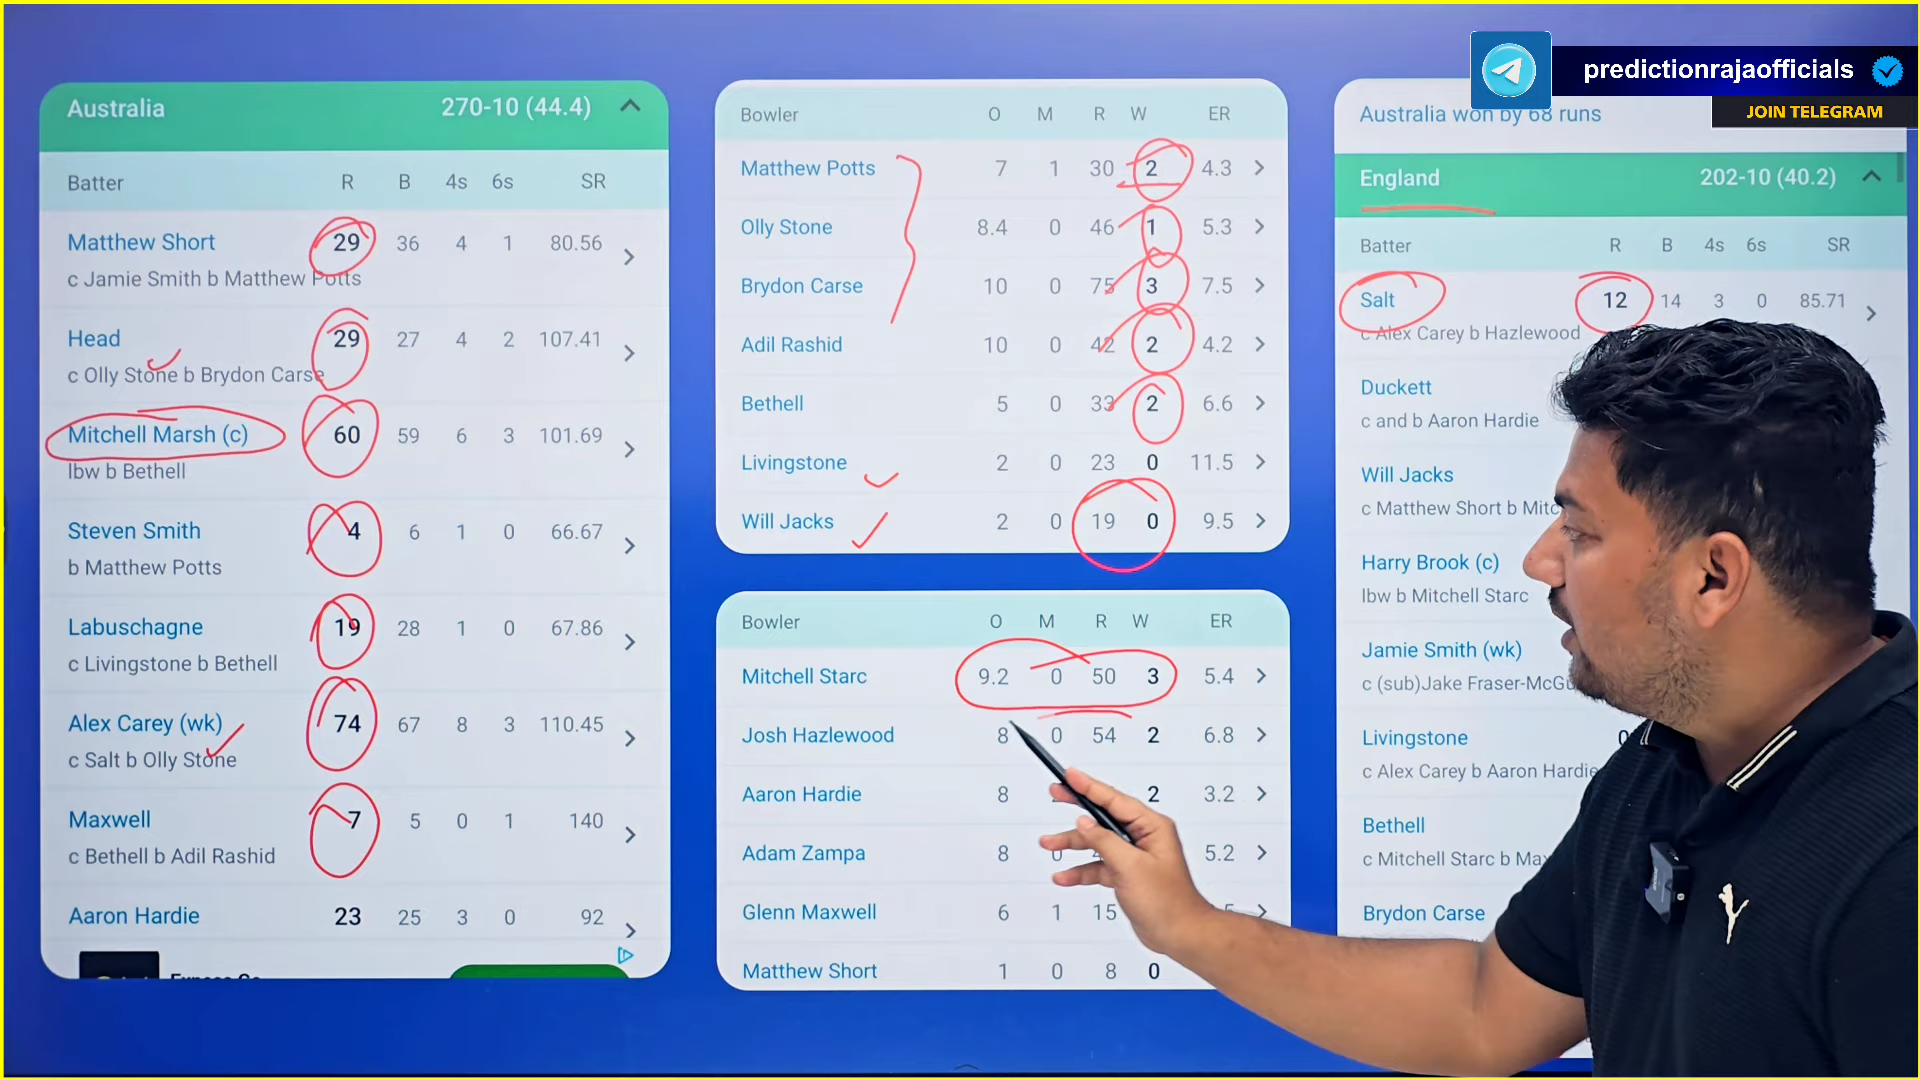 predictionrajaofficials
JOIN TELEGRAM
Australia 270-10 (44.4)
Batter R B 4s 6s SR
Matthew Short 29 36 4 1 80.56
c Jamie Smith b Matthew Potts
Head 29 27 4 2 107.41
c Olly Stone b Brydon Carse
Mitchell Marsh (c) 60 59 6 3 101.69
lbw b Bethell
Steven Smith 4 6 1 0 66.67
b Matthew Potts
Labuschagne 19 28 1 0 67.86
c Livingstone b Bethell
Alex Carey (wk) 74 67 8 3 110.45
c Salt b Olly Stone
Maxwell 7 5 0 1 140
c Bethell b Adil Rashid
Aaron Hardie 23 25 3 0 92
Bowler O M R W ER
Matthew Potts 7 1 30 2 4.3
Olly Stone 8.4 0 46 1 5.3
Brydon Carse 10 0 75 3 7.5
Adil Rashid 10 0 42 2 4.2
Bethell 5 0 33 2 6.6
Livingstone 2 0 23 0 11.5
Will Jacks 2 0 19 0 9.5
Bowler O M R W ER
Mitchell Starc 9.2 0 50 3 5.4
Josh Hazlewood 8 0 54 2 6.8
Aaron Hardie 8 2 3.2
Adam Zampa 8 0 5.2
Glenn Maxwell 6 1 15
Matthew Short 1 0 8 0
Australia won by 68 runs
England 202-10 (40.2)
Batter R B 4s 6s SR
Salt 12 14 3 0 85.71
c Alex Carey b Hazlewood
Duckett
c and b Aaron Hardie
Will Jacks
c Matthew Short b
Harry Brook (c)
lbw b Mitchell Starc
Jamie Smith (wk)
c (sub)Jake
Livingstone 0
c Alex Carey b Aaron Hardie
Bethell
c Mitchell Starc b
Brydon Carse